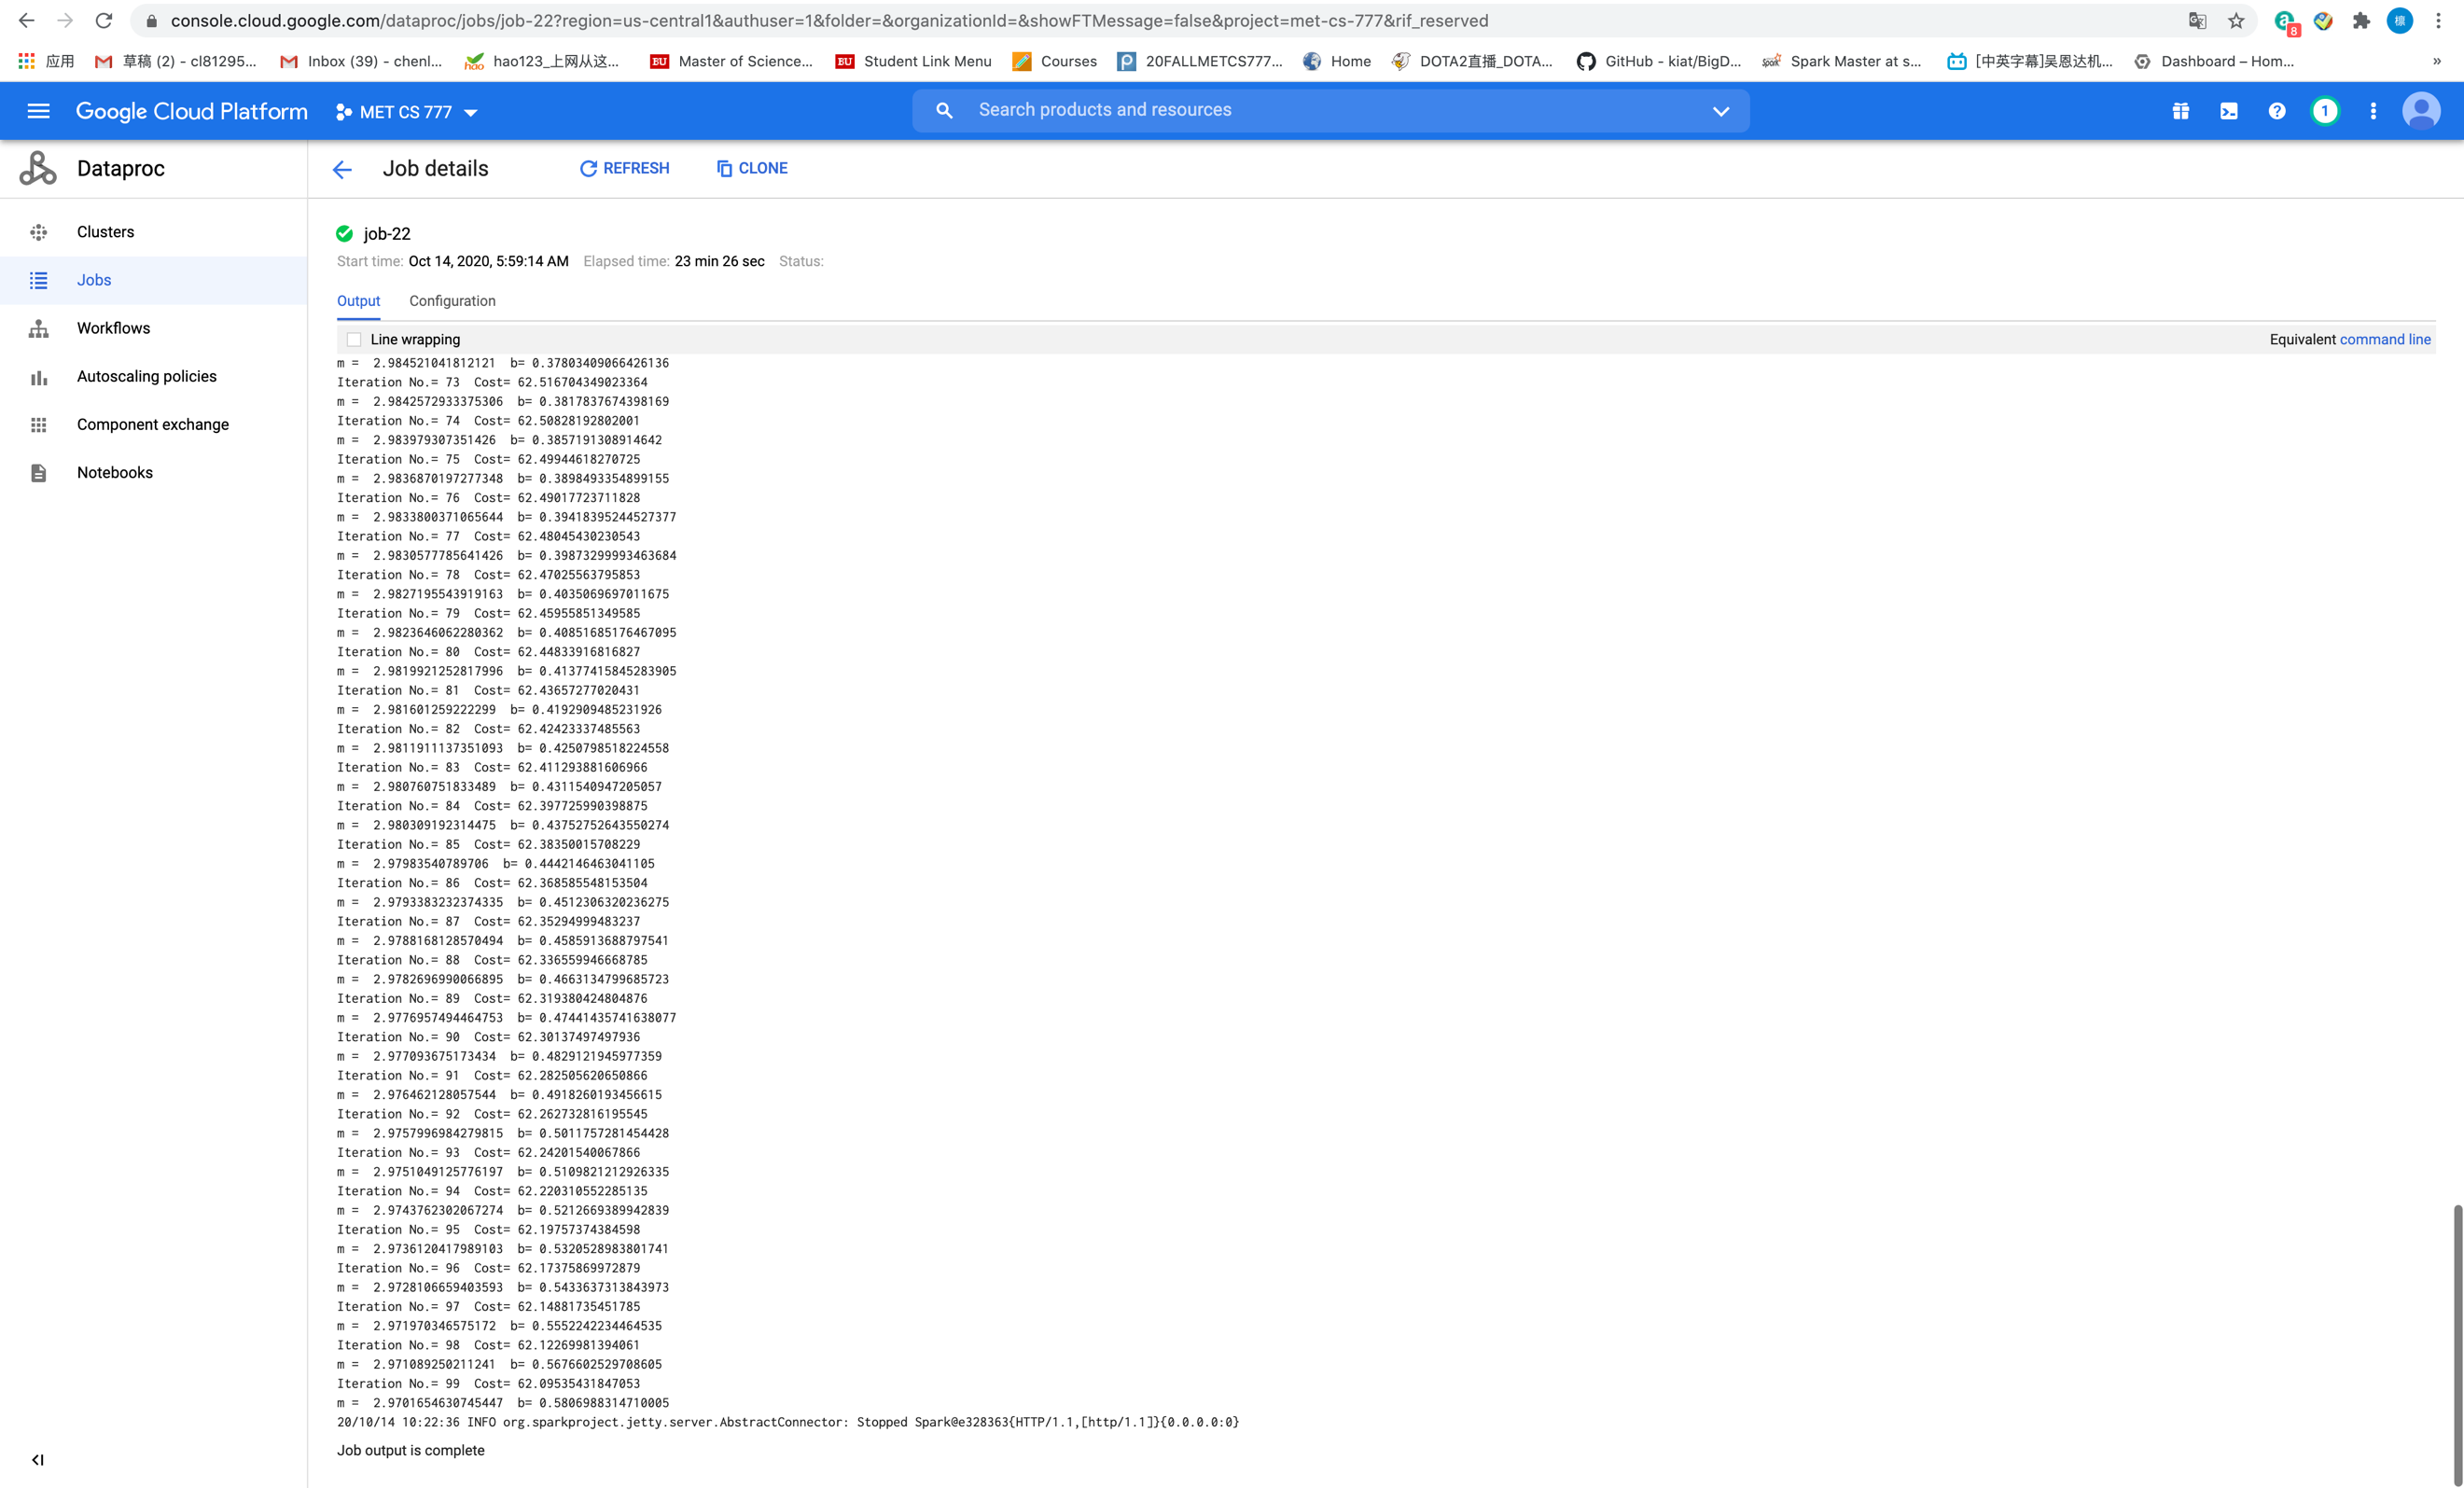 console.cloud.google.com/dataproc/jobs/job-22?region=us-central1&authuser=1&folder=&organizationId=&showFTMessage=false&project=met-cs-777&rif_reserved
8
應用
草稿 (2) - cl81295...
Inbox (39) - chenl...
hao123_上网从这...
BU Master of Science...
BU Student Link Menu
Courses
20FALLMETCS777...
Home
DOTA2直播_DOTA...
GitHub - kiat/BigD...
Spark Master at s...
[中英字幕]吴恩达机...
Dashboard – Hom...
»
Google Cloud Platform
MET CS 777
Search products and resources
1
Dataproc
Job details
REFRESH
CLONE
Clusters
Jobs
Workflows
Autoscaling policies
Component exchange
Notebooks
job-22
Start time: Oct 14, 2020, 5:59:14 AM Elapsed time: 23 min 26 sec Status:
Output Configuration
Line wrapping
Equivalent command line
m =  2.984521041812121  b= 0.37803409066426136
Iteration No.= 73  Cost= 62.516704349023364
m =  2.9842572933375306  b= 0.3817837674398169
Iteration No.= 74  Cost= 62.50828192802001
m =  2.983979307351426  b= 0.3857191308914642
Iteration No.= 75  Cost= 62.49944618270725
m =  2.9836870197277348  b= 0.3898493354899155
Iteration No.= 76  Cost= 62.49017723711828
m =  2.9833800371065644  b= 0.39418395244527377
Iteration No.= 77  Cost= 62.48045430230543
m =  2.9830577785641426  b= 0.39873299993463684
Iteration No.= 78  Cost= 62.47025563795853
m =  2.9827195543919163  b= 0.4035069697011675
Iteration No.= 79  Cost= 62.45955851349585
m =  2.9823646062280362  b= 0.40851685176467095
Iteration No.= 80  Cost= 62.44833916816827
m =  2.9819921252817996  b= 0.41377415845283905
Iteration No.= 81  Cost= 62.43657277020431
m =  2.981601259222299  b= 0.4192909485231926
Iteration No.= 82  Cost= 62.42423337485563
m =  2.9811911137351093  b= 0.4250798518224558
Iteration No.= 83  Cost= 62.411293881606966
m =  2.980760751833489  b= 0.4311540947205057
Iteration No.= 84  Cost= 62.397725990398875
m =  2.980309192314475  b= 0.43752752643550274
Iteration No.= 85  Cost= 62.38350015708229
m =  2.97983540789706  b= 0.4442146463041105
Iteration No.= 86  Cost= 62.368585548153504
m =  2.9793383232374335  b= 0.4512306320236275
Iteration No.= 87  Cost= 62.35294999483237
m =  2.9788168128570494  b= 0.4585913688797541
Iteration No.= 88  Cost= 62.336559946668785
m =  2.9782696990066895  b= 0.4663134799685723
Iteration No.= 89  Cost= 62.319380424804876
m =  2.9776957494464753  b= 0.47441435741638077
Iteration No.= 90  Cost= 62.30137497497936
m =  2.977093675173434  b= 0.4829121945977359
Iteration No.= 91  Cost= 62.282505620650866
m =  2.976462128057544  b= 0.4918260193456615
Iteration No.= 92  Cost= 62.262732816195545
m =  2.9757996984279815  b= 0.5011757281454428
Iteration No.= 93  Cost= 62.24201540067866
m =  2.9751049125776197  b= 0.5109821212926335
Iteration No.= 94  Cost= 62.220310552285135
m =  2.9743762302067274  b= 0.5212669389942839
Iteration No.= 95  Cost= 62.19757374384598
m =  2.9736120417989103  b= 0.5320528983801741
Iteration No.= 96  Cost= 62.17375869972879
m =  2.9728106659403593  b= 0.5433637313843973
Iteration No.= 97  Cost= 62.14881735451785
m =  2.971970346575172  b= 0.5552242234464535
Iteration No.= 98  Cost= 62.12269981394061
m =  2.971089250211241  b= 0.5676602529708605
Iteration No.= 99  Cost= 62.09535431847053
m =  2.9701654630745447  b= 0.5806988314710005
20/10/14 10:22:36 INFO org.sparkproject.jetty.server.AbstractConnector: Stopped Spark@e328363{HTTP/1.1,[http/1.1]}{0.0.0.0:0}
Job output is complete